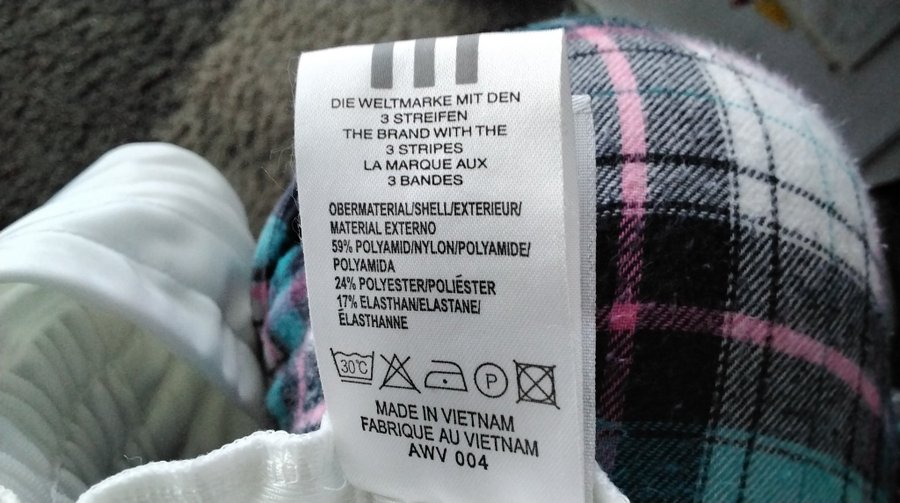 DIE WELTMARKE MIT DEN
3 STREIFEN
THE BRAND WITH THE
3 STRIPES
LA MARQUE AUX
3 BANDES
OBERMATERIAL/SHELL/EXTERIEUR/
MATERIAL EXTERNO
59% POLYAMID/NYLON/POLYAMIDE/
POLYAMIDA
24% POLYESTER/POLIÉSTER
17% ELASTHAN/ELASTANE/
ÉLASTHANNE
30°C P
MADE IN VIETNAM
FABRIQUE AU VIETNAM
AWV 004